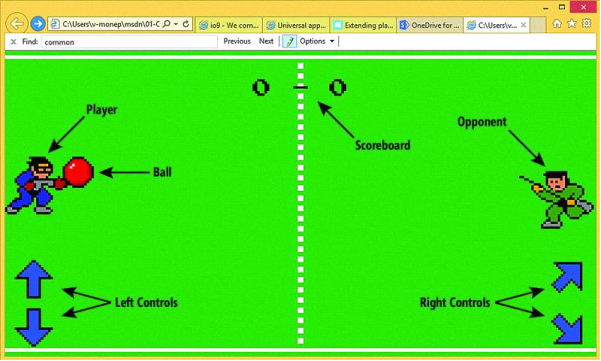 C:\Users\v-monep\msdn\01-C
io9 - We com...
Universal app...
Extending pla...
OneDrive for ...
C:\Users\v...
x Find: common Previous Next Options
0 - 0
Player
Opponent
Scoreboard
Ball
Left Controls
Right Controls